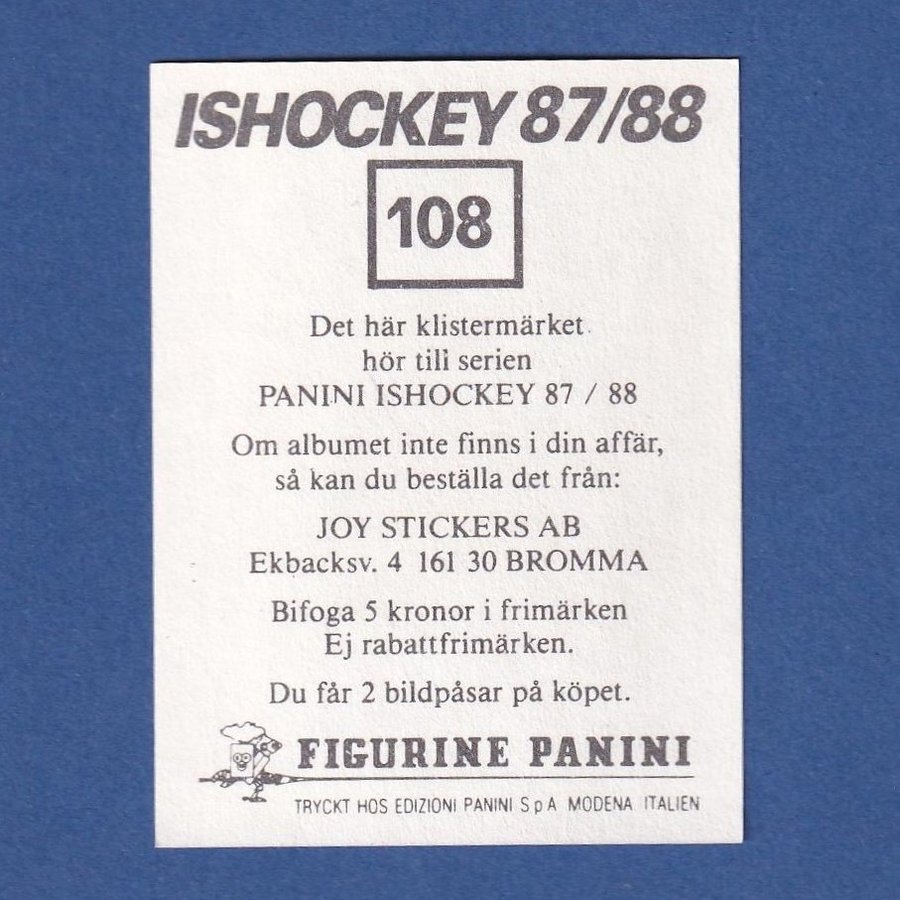 ISHOCKEY 87/88
108
Det här klistermärket
hör till serien
PANINI ISHOCKEY 87 / 88
Om albumet inte finns i din affär,
så kan du beställa det från:
JOY STICKERS AB
Ekbacksv. 4 161 30 BROMMA
Bifoga 5 kronor i frimärken
Ej rabattfrimärken.
Du får 2 bildpåsar på köpet.
FIGURINE PANINI
TRYCKT HOS EDIZIONI PANINI S p A MODENA ITALIEN